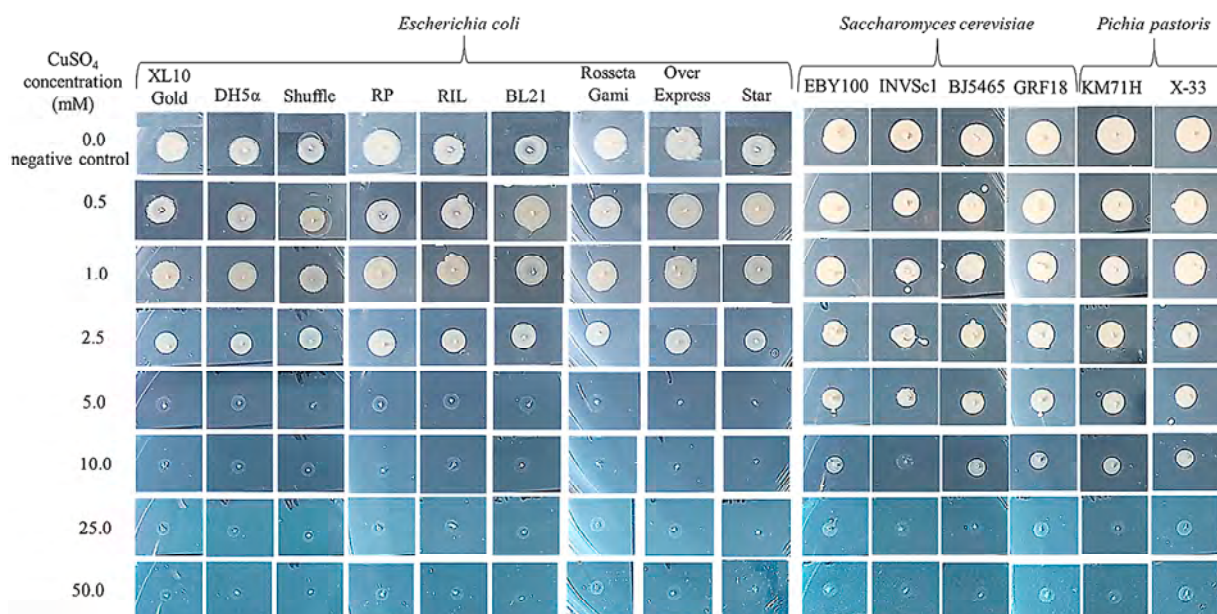 Escherichia coli
Saccharomyces cerevisiae
Pichia pastoris
CuSO₄
concentration
(mM)
XL10
Gold
DH5α
Shuffle
RP
RIL
BL21
Rosseta
Gami
Over
Express
Star
EBY100
INVSc1
BJ5465
GRF18
KM71H
X-33
0.0
negative control
0.5
1.0
2.5
5.0
10.0
25.0
50.0